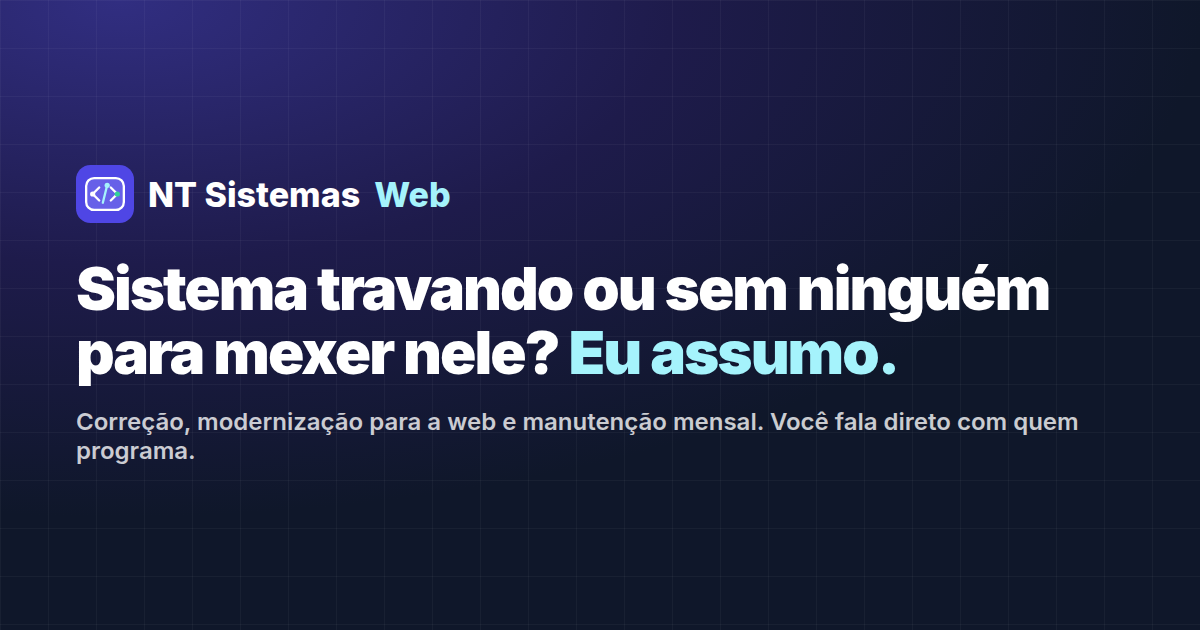 NT Sistemas Web
Sistema travando ou sem ninguém
para mexer nele? Eu assumo.
Correção, modernização para a web e manutenção mensal. Você fala direto com quem
programa.